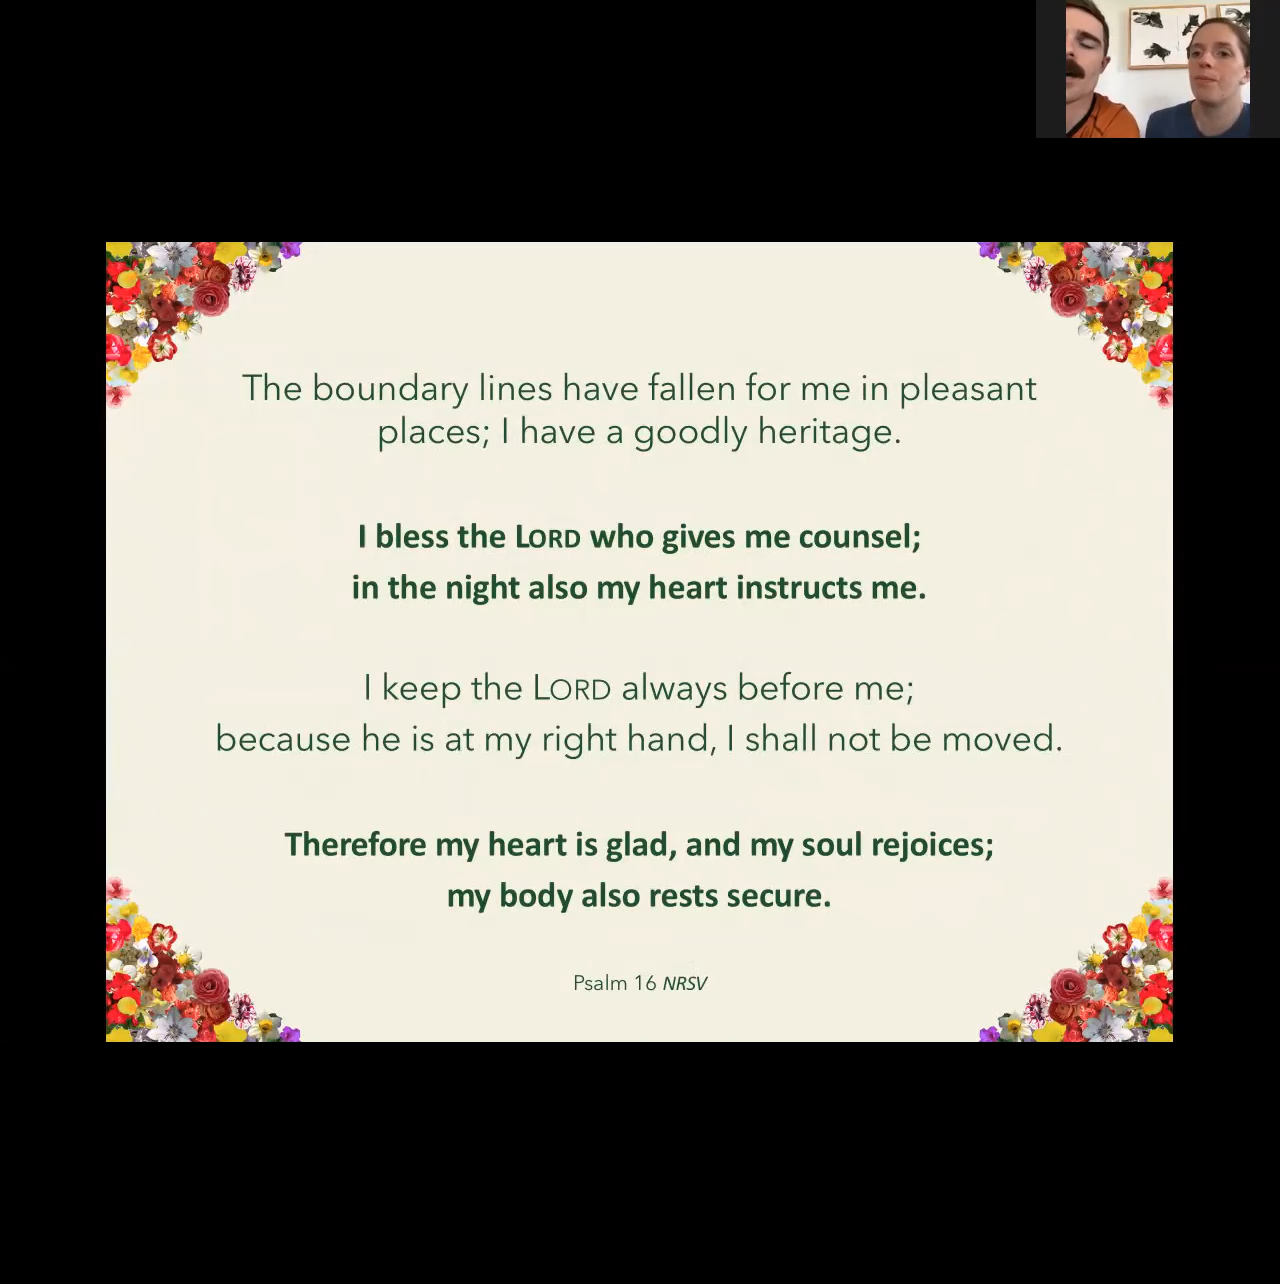 The boundary lines have fallen for me in pleasant
places; I have a goodly heritage.
I bless the LORD who gives me counsel;
in the night also my heart instructs me.
I keep the LORD always before me;
because he is at my right hand, I shall not be moved.
Therefore my heart is glad, and my soul rejoices;
my body also rests secure.
Psalm 16 NRSV